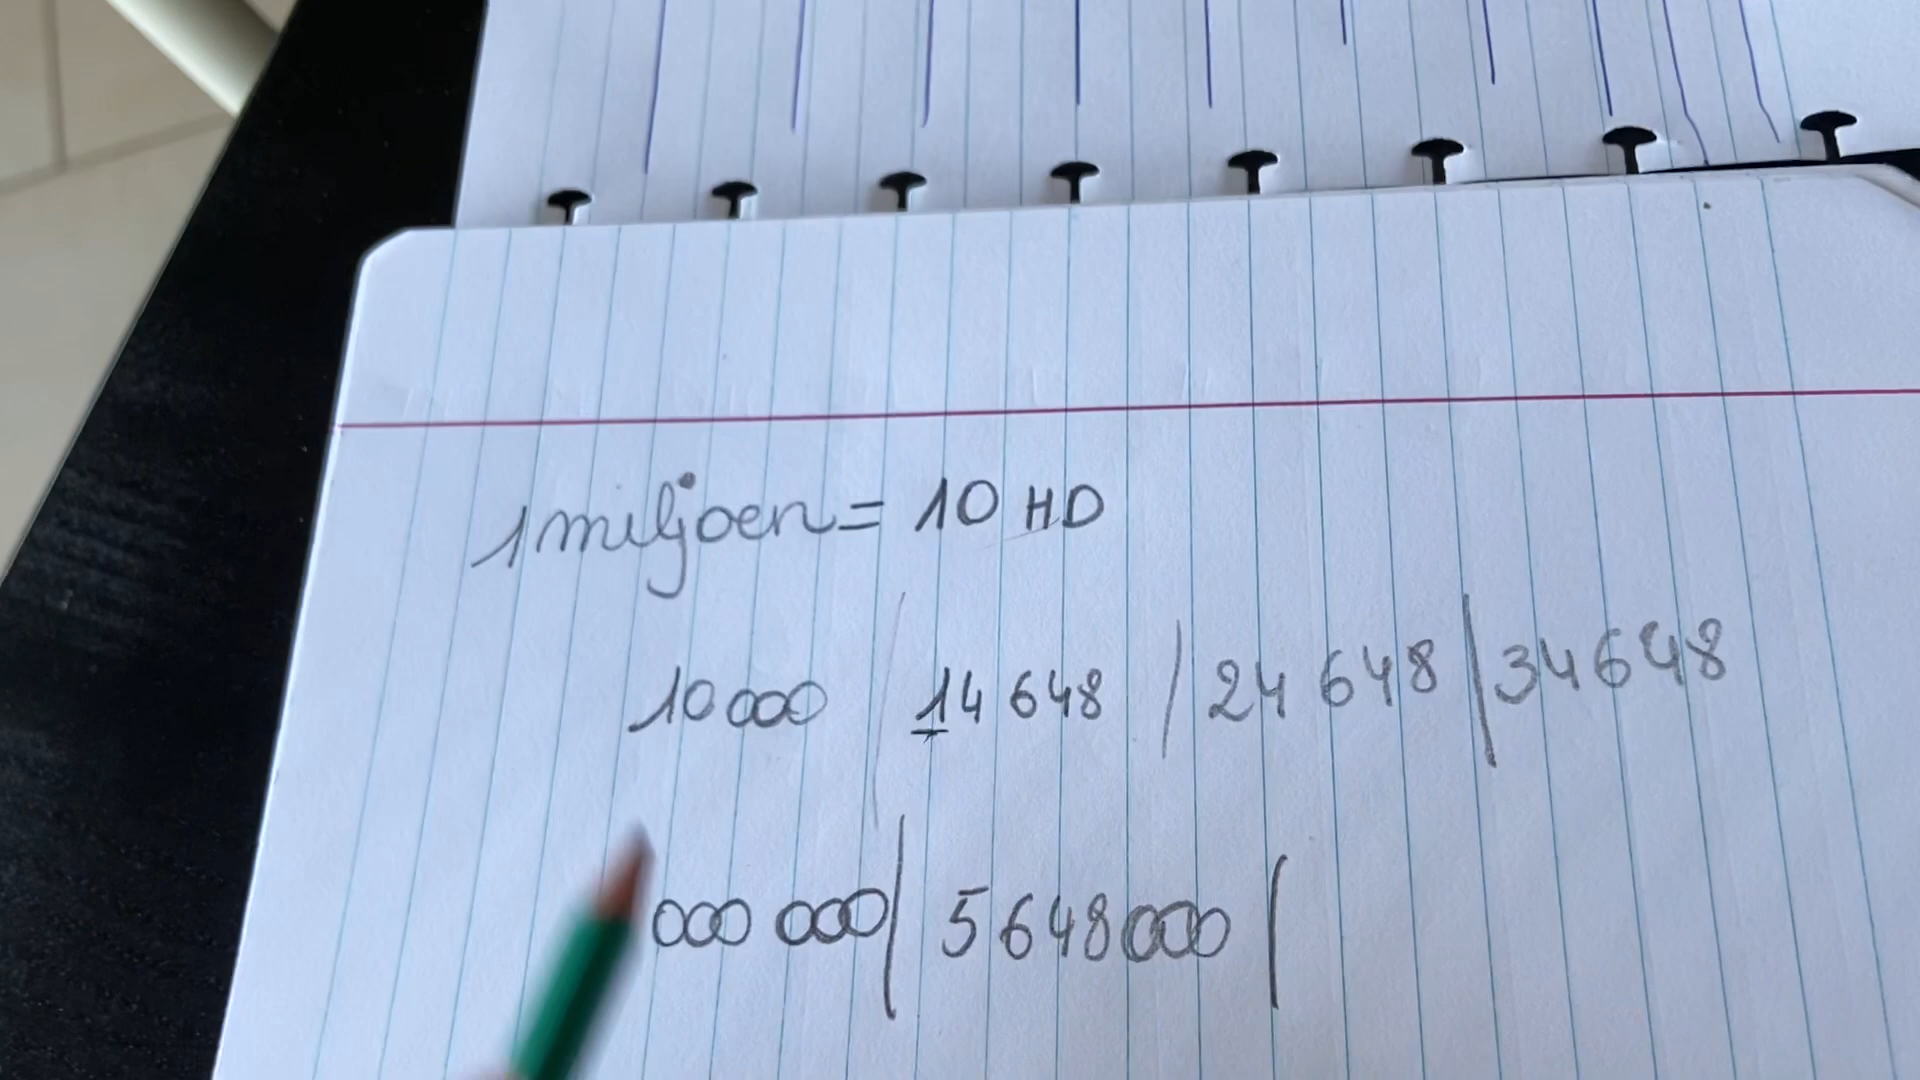 1 miljoen = 10 HD
10 000 / 14 648 / 24 648 / 34 648
000 000 / 5 648 000 /